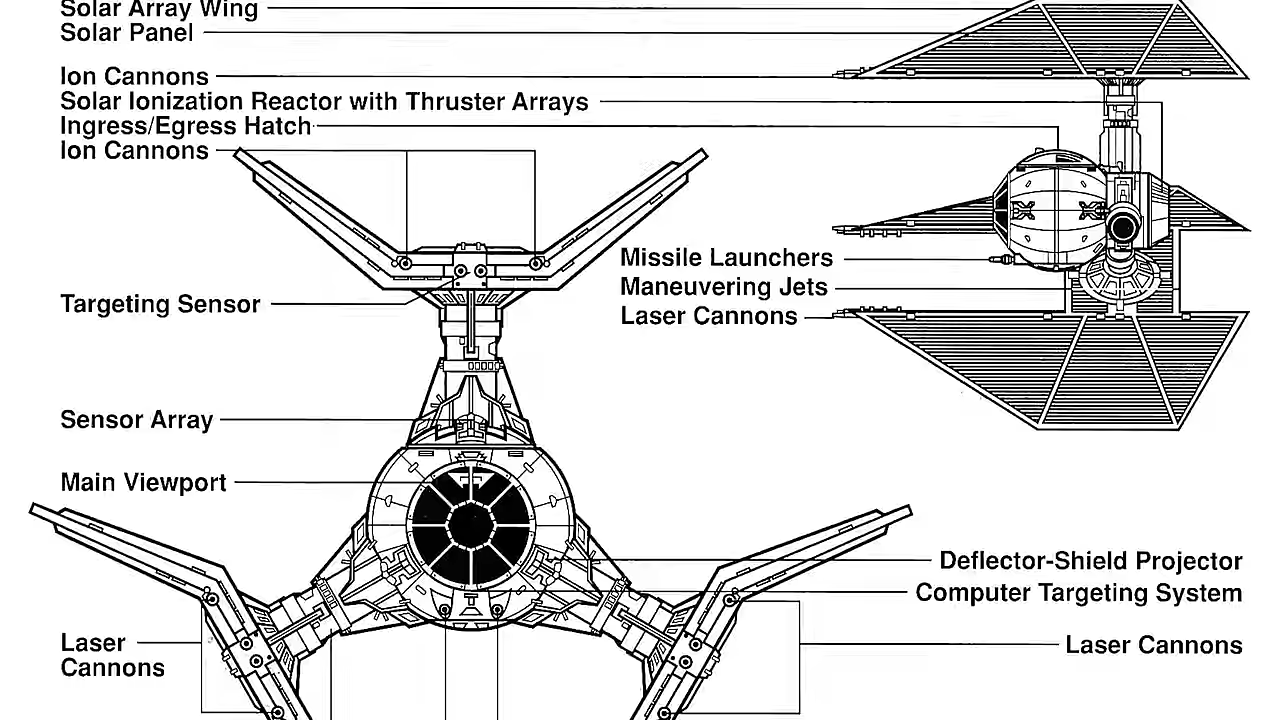 Solar Array Wing
Solar Panel
Ion Cannons
Solar Ionization Reactor with Thruster Arrays
Ingress/Egress Hatch
Ion Cannons
Missile Launchers
Maneuvering Jets
Laser Cannons
Targeting Sensor
Sensor Array
Main Viewport
Deflector-Shield Projector
Computer Targeting System
Laser
Cannons
Laser Cannons